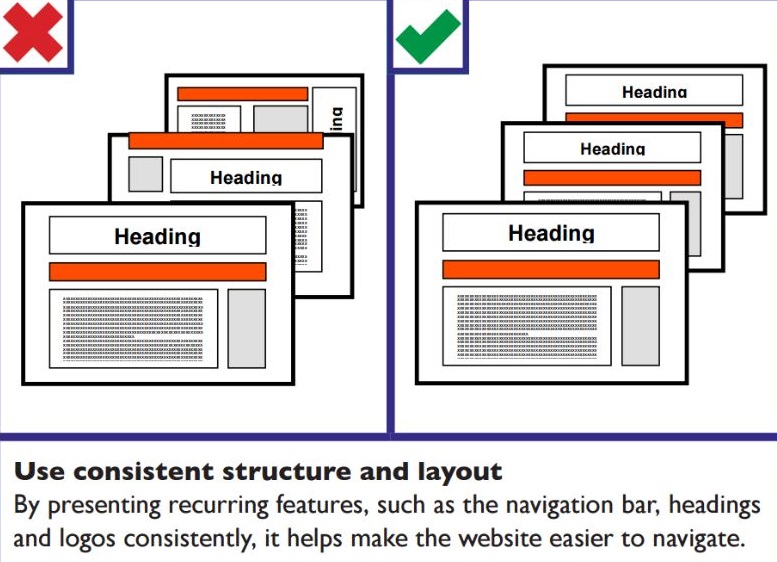 ing
Heading
Heading
Heading
Heading
Heading
Use consistent structure and layout
By presenting recurring features, such as the navigation bar, headings
and logos consistently, it helps make the website easier to navigate.